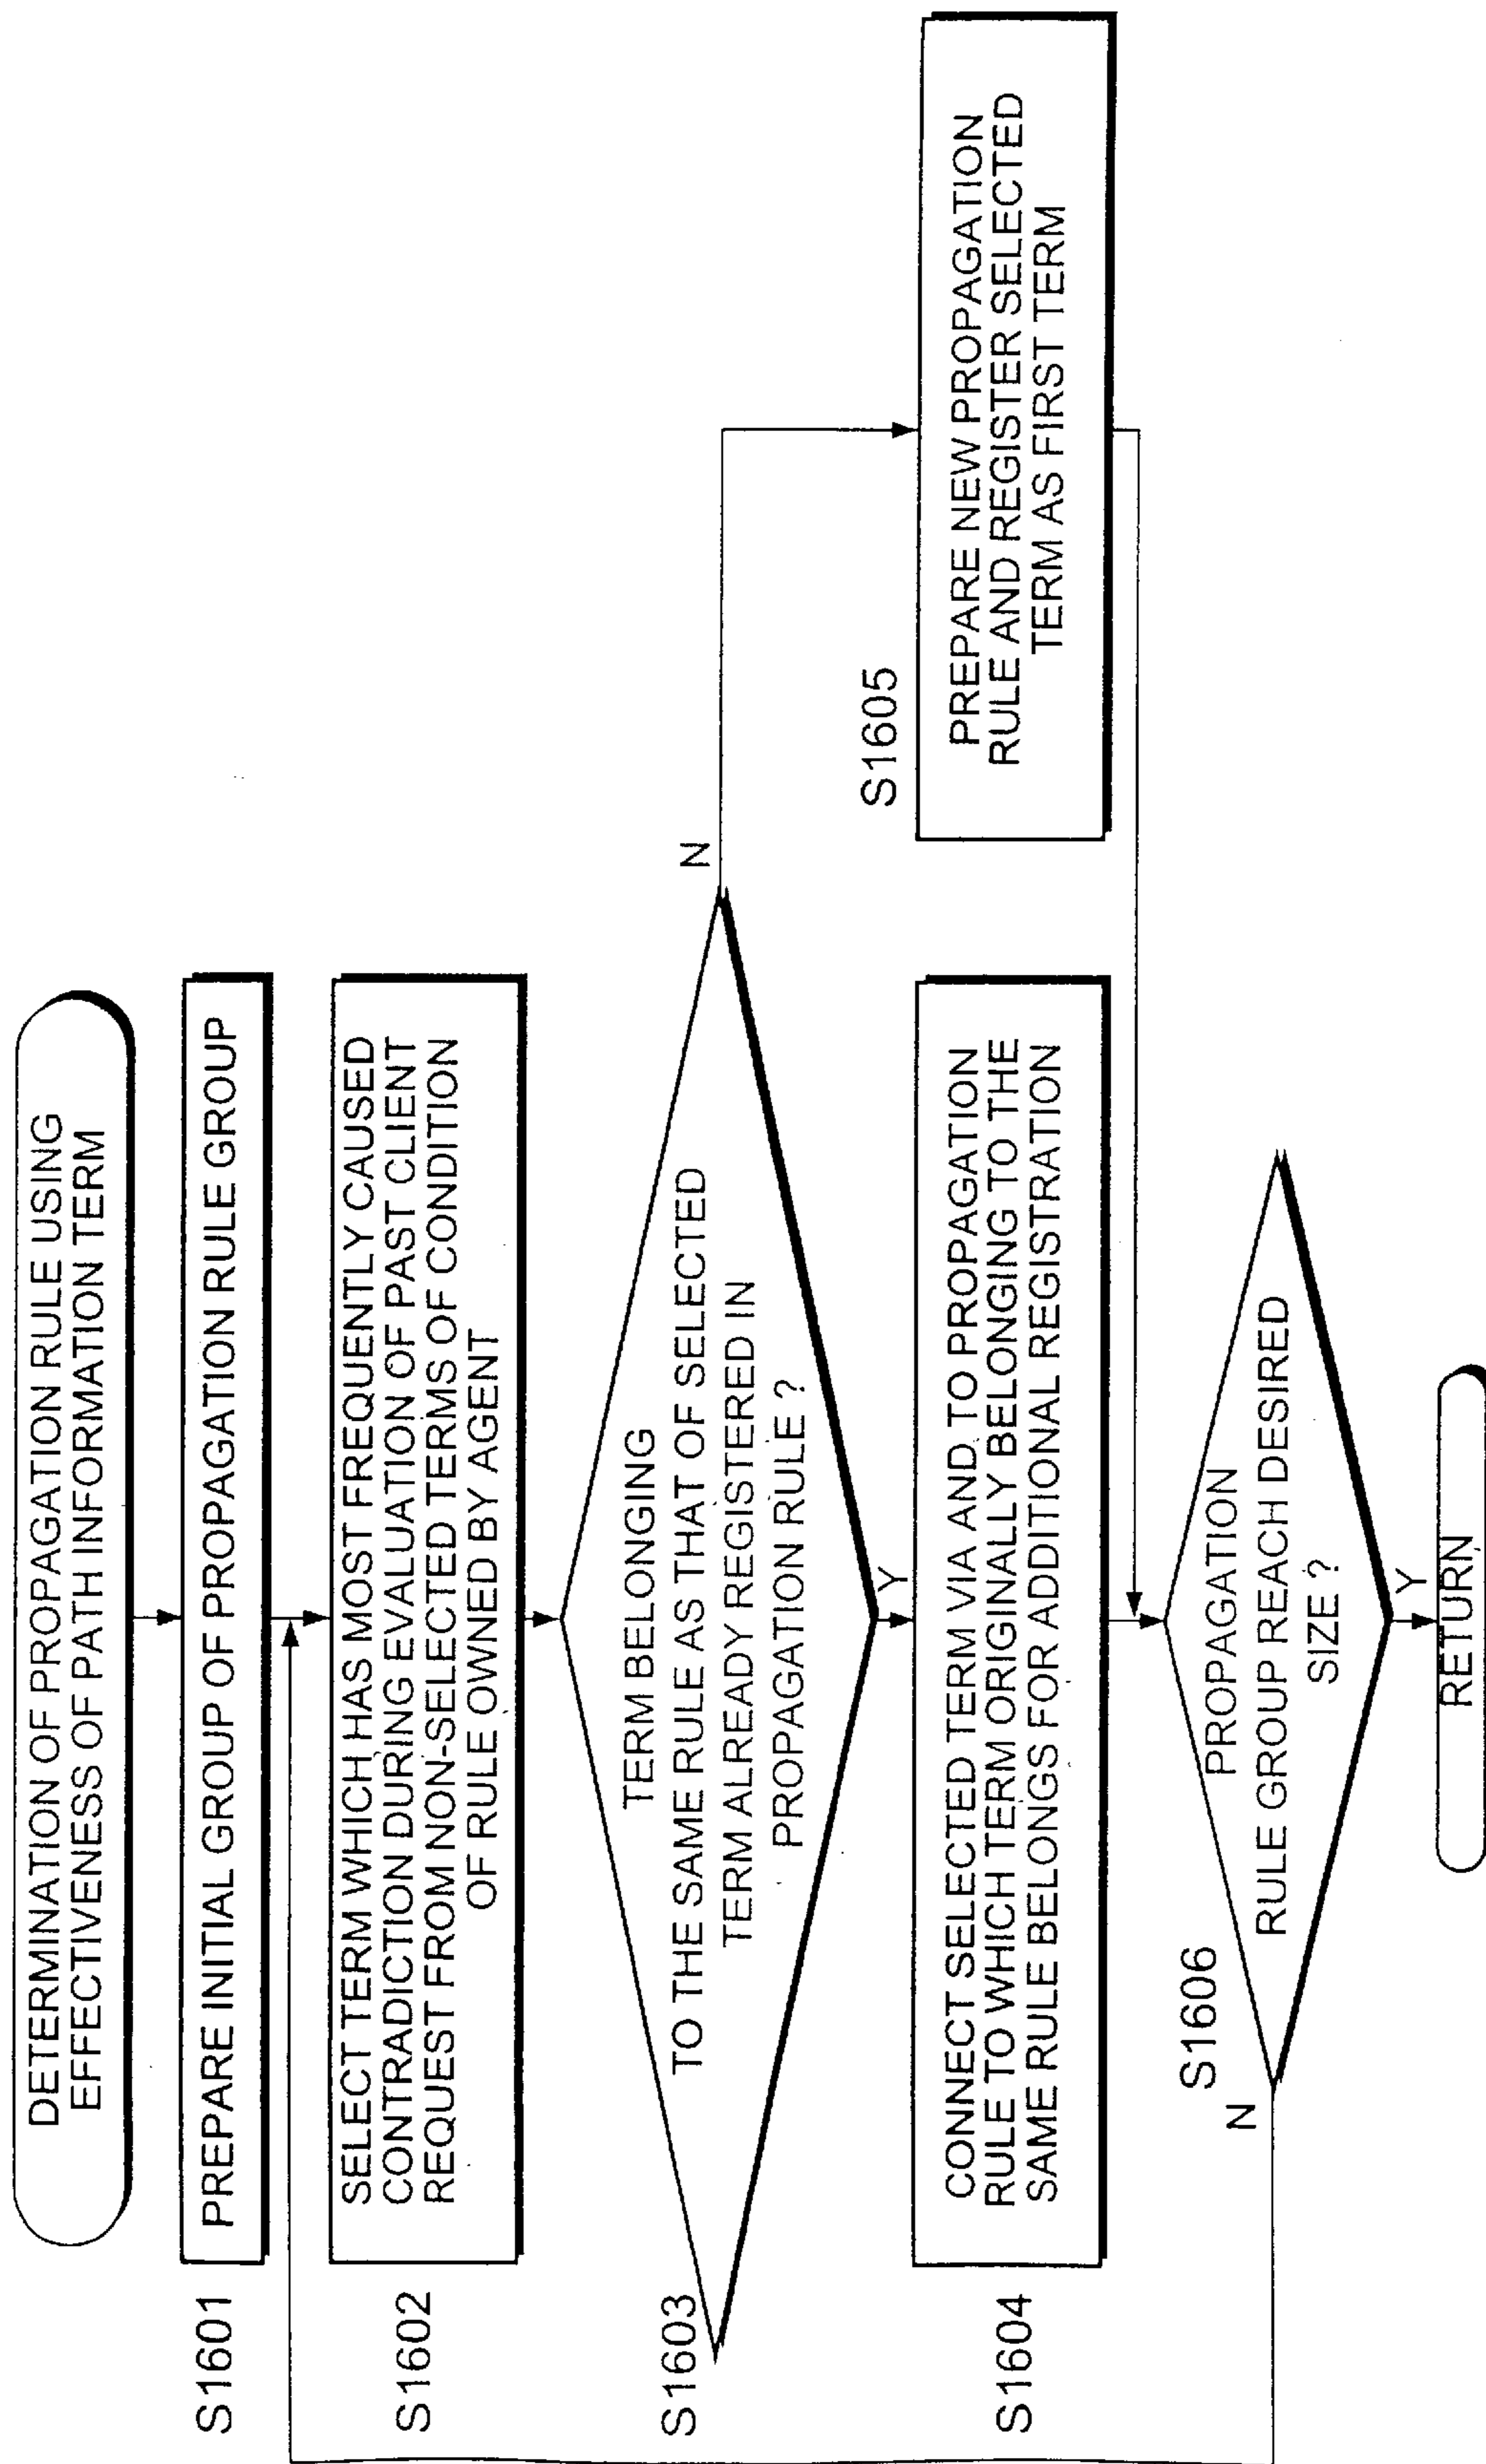 DETERMINATION OF PROPAGATION RULE USING
EFFECTIVENESS OF PATH INFORMATION TERM
S1601
PREPARE INITIAL GROUP OF PROPAGATION RULE GROUP
S1602
SELECT TERM WHICH HAS MOST FREQUENTLY CAUSED
CONTRADICTION DURING EVALUATION OF PAST CLIENT
REQUEST FROM NON-SELECTED TERMS OF CONDITION
OF RULE OWNED BY AGENT
S1603
TERM BELONGING
TO THE SAME RULE AS THAT OF SELECTED
TERM ALREADY REGISTERED IN
PROPAGATION RULE ?
N
Y
S1604
CONNECT SELECTED TERM VIA AND TO PROPAGATION
RULE TO WHICH TERM ORIGINALLY BELONGING TO THE
SAME RULE BELONGS FOR ADDITIONAL REGISTRATION
S1605
PREPARE NEW PROPAGATION
RULE AND REGISTER SELECTED
TERM AS FIRST TERM
S1606
PROPAGATION
RULE GROUP REACH DESIRED
SIZE ?
N
Y
RETURN